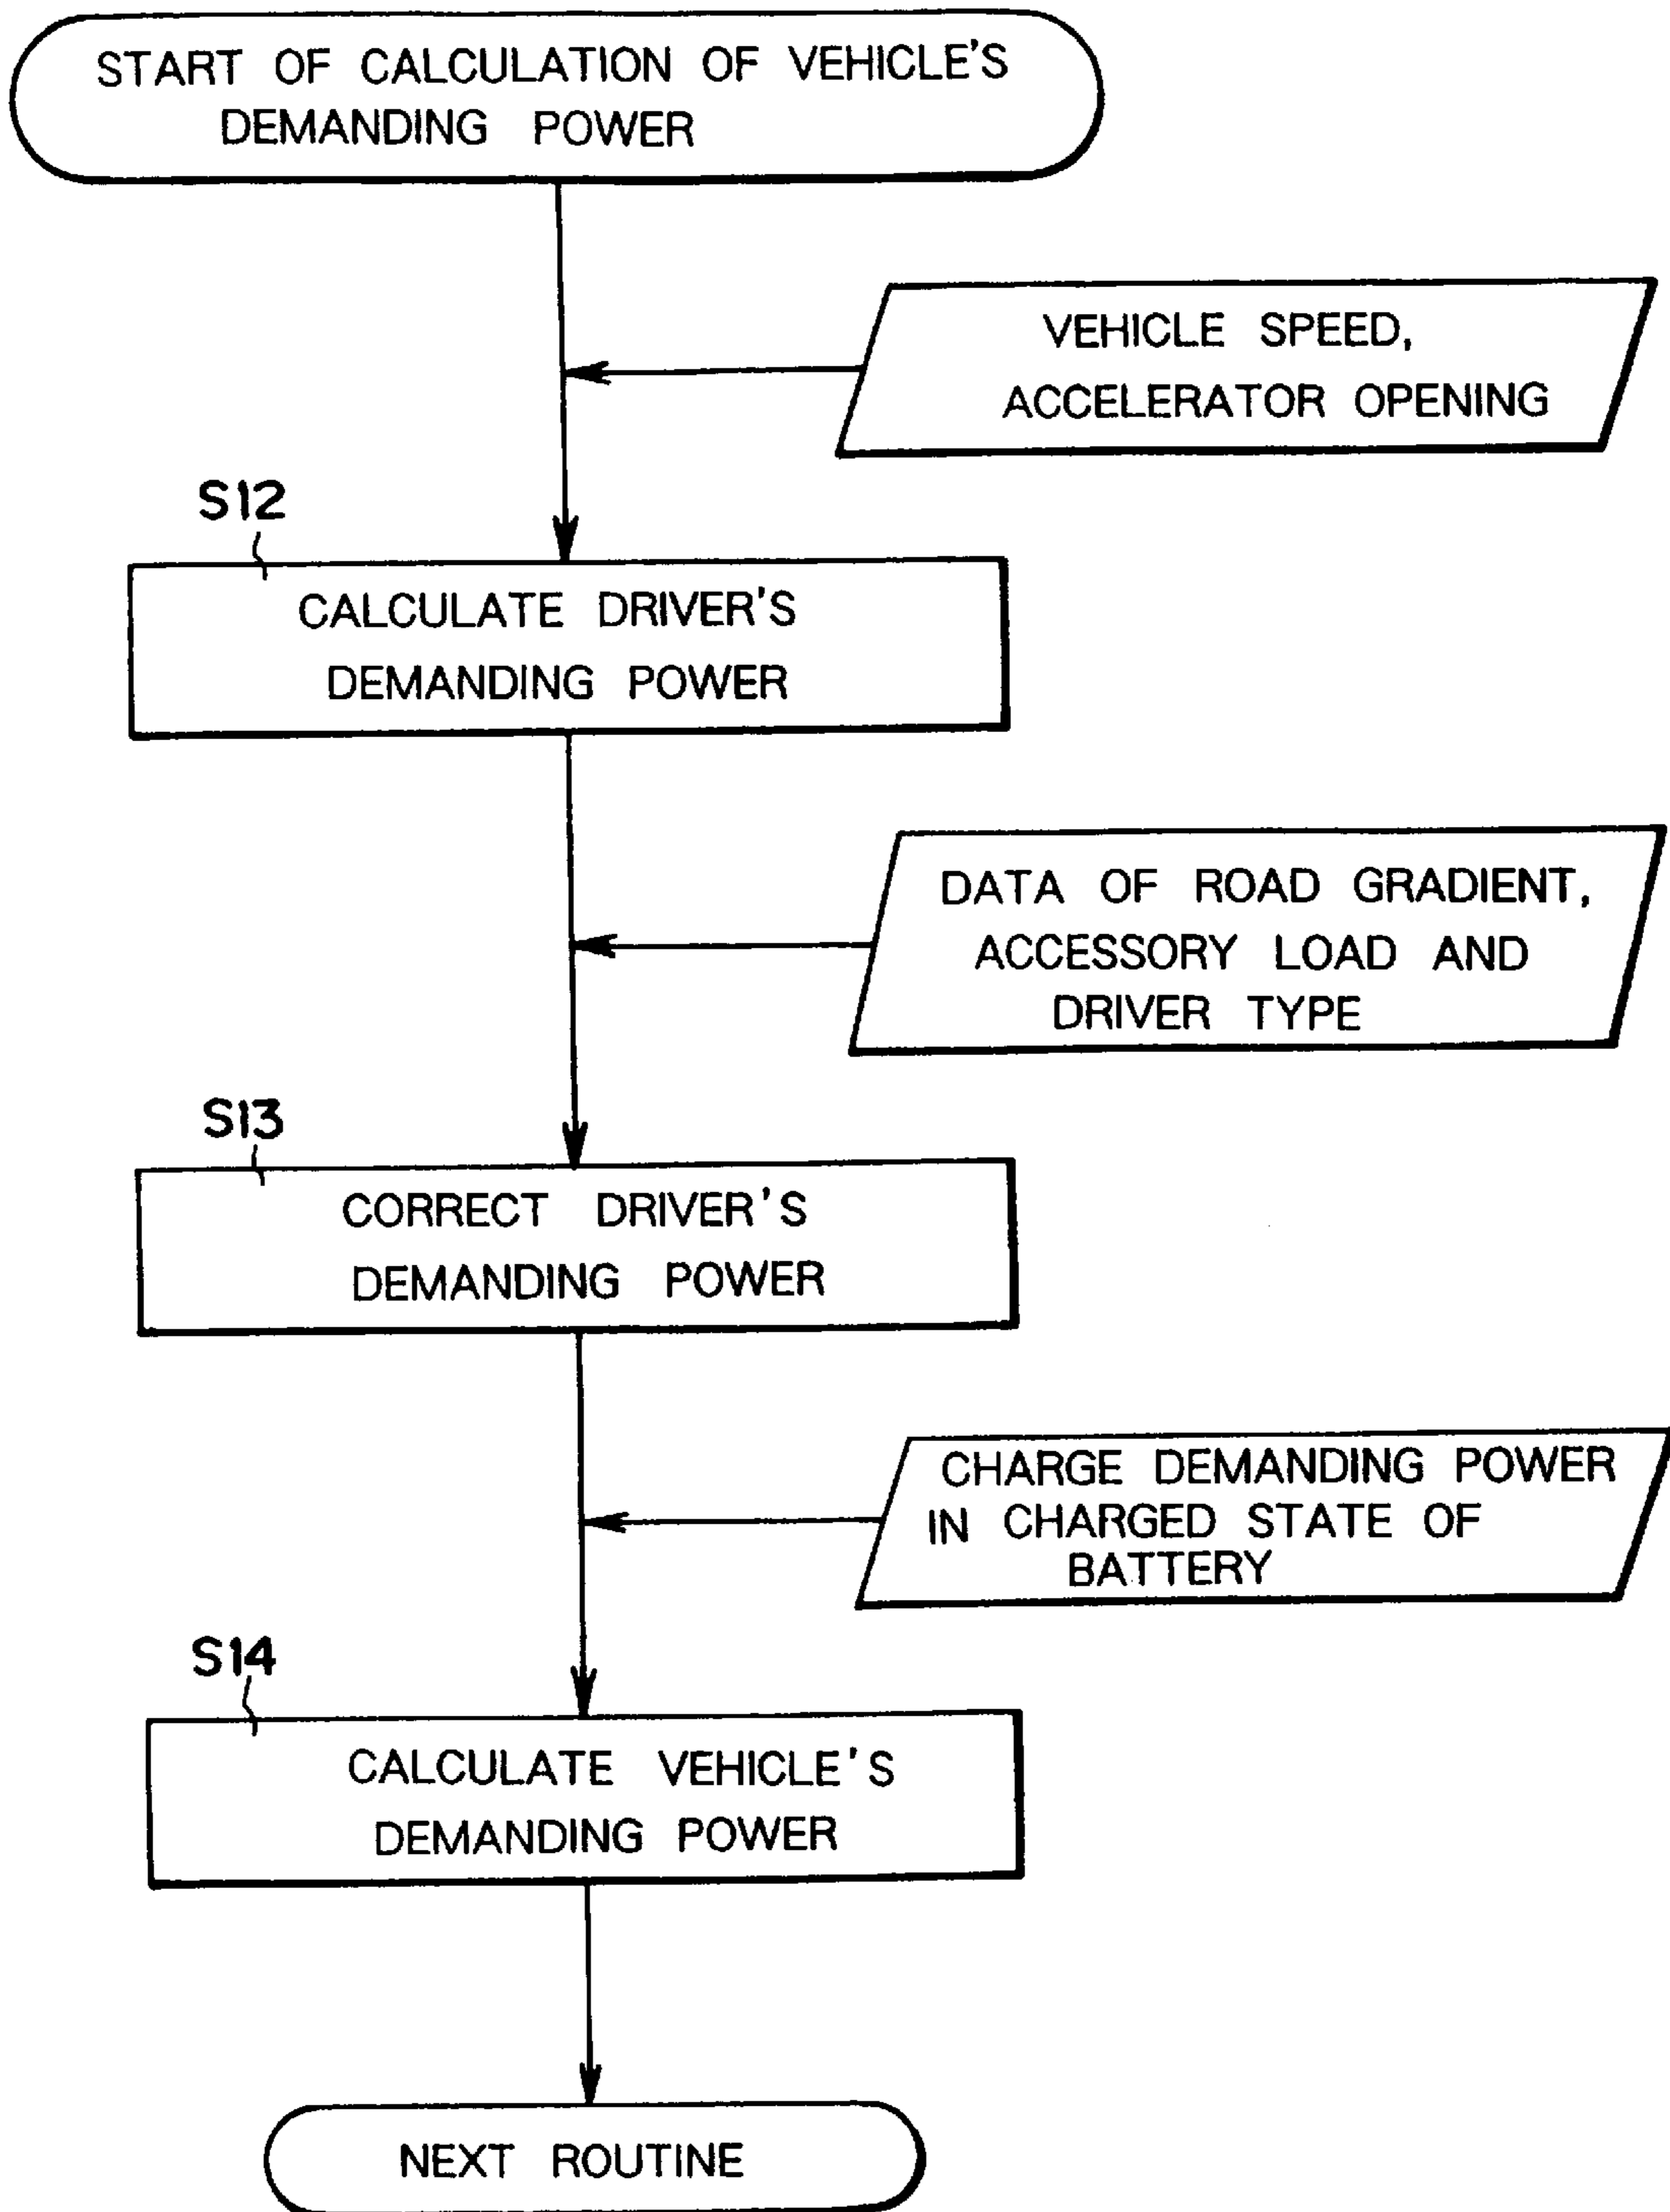 START OF CALCULATION OF VEHICLE'S
DEMANDING POWER
VEHICLE SPEED,
ACCELERATOR OPENING
S12
CALCULATE DRIVER'S
DEMANDING POWER
DATA OF ROAD GRADIENT,
ACCESSORY LOAD AND
DRIVER TYPE
S13
CORRECT DRIVER'S
DEMANDING POWER
CHARGE DEMANDING POWER
IN CHARGED STATE OF
BATTERY
S14
CALCULATE VEHICLE'S
DEMANDING POWER
NEXT ROUTINE